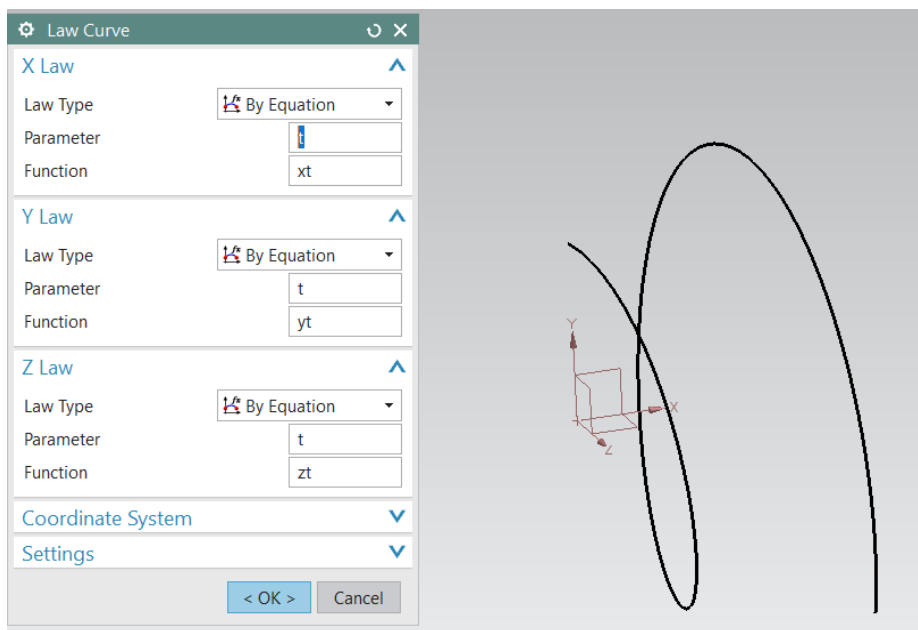 Law Curve
X Law
Law Type By Equation
Parameter t
Function xt
Y Law
Law Type By Equation
Parameter t
Function yt
Z Law
Law Type By Equation
Parameter t
Function zt
Coordinate System
Settings
< OK > Cancel
Y
X
Z